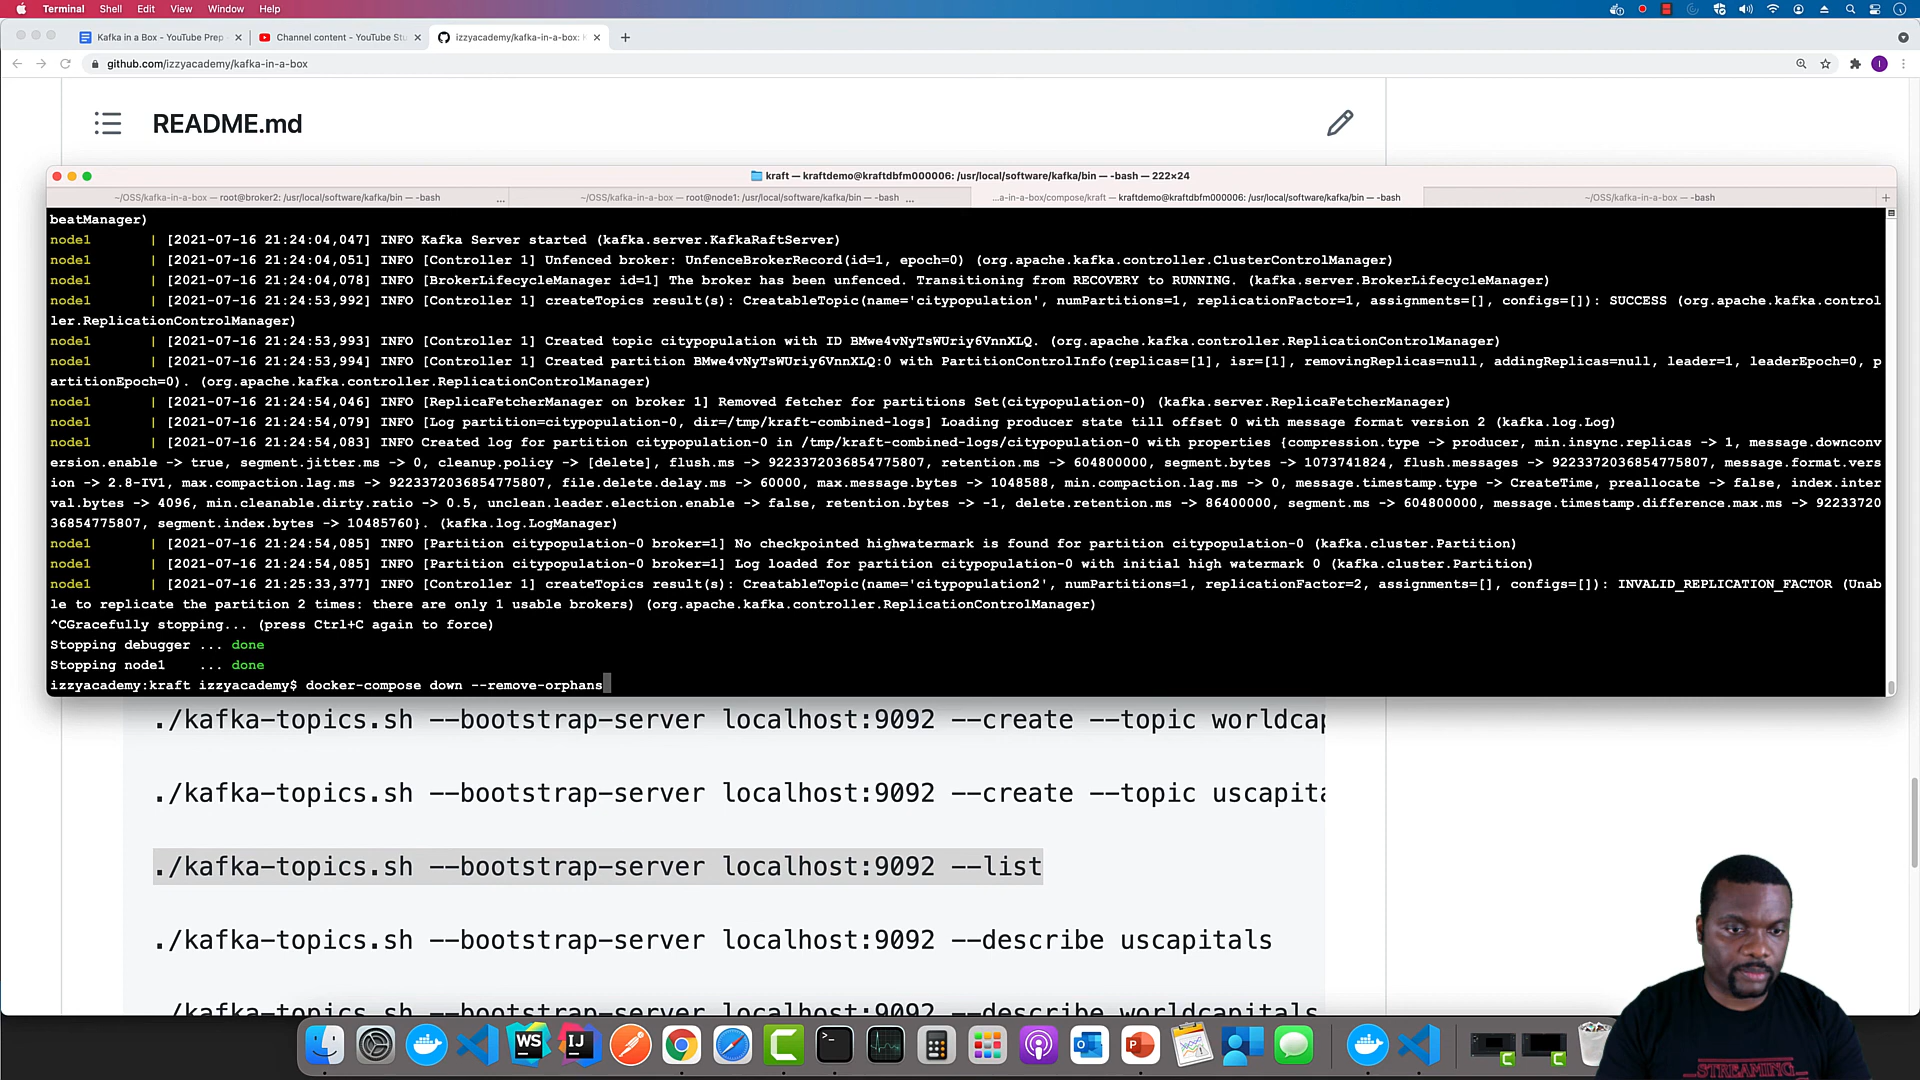 Terminal Shell Edit View Window Help
Kafka in a Box - YouTube Prep
Channel content - YouTube Stu
izzyacademy/kafka-in-a-box: K
github.com/izzyacademy/kafka-in-a-box
README.md
kraft — kraftdemo@kraftdbfm000006: /usr/local/software/kafka/bin — -bash — 222×24
~/OSS/kafka-in-a-box — root@broker2: /usr/local/software/kafka/bin — -bash ...
~/OSS/kafka-in-a-box — root@node1: /usr/local/software/kafka/bin — -bash ...
...a-in-a-box/compose/kraft — kraftdemo@kraftdbfm000006: /usr/local/software/kafka/bin — -bash
~/OSS/kafka-in-a-box — -bash
beatManager)
node1 | [2021-07-16 21:24:04,047] INFO Kafka Server started (kafka.server.KafkaRaftServer)
node1 | [2021-07-16 21:24:04,051] INFO [Controller 1] Unfenced broker: UnfenceBrokerRecord(id=1, epoch=0) (org.apache.kafka.controller.ClusterControlManager)
node1 | [2021-07-16 21:24:04,078] INFO [BrokerLifecycleManager id=1] The broker has been unfenced. Transitioning from RECOVERY to RUNNING. (kafka.server.BrokerLifecycleManager)
node1 | [2021-07-16 21:24:53,992] INFO [Controller 1] createTopics result(s): CreatableTopic(name='citypopulation', numPartitions=1, replicationFactor=1, assignments=[], configs=[]): SUCCESS (org.apache.kafka.control
ler.ReplicationControlManager)
node1 | [2021-07-16 21:24:53,993] INFO [Controller 1] Created topic citypopulation with ID BMwe4vNyTsWUriy6VnnXLQ. (org.apache.kafka.controller.ReplicationControlManager)
node1 | [2021-07-16 21:24:53,994] INFO [Controller 1] Created partition BMwe4vNyTsWUriy6VnnXLQ:0 with PartitionControlInfo(replicas=[1], isr=[1], removingReplicas=null, addingReplicas=null, leader=1, leaderEpoch=0, p
artitionEpoch=0). (org.apache.kafka.controller.ReplicationControlManager)
node1 | [2021-07-16 21:24:54,046] INFO [ReplicaFetcherManager on broker 1] Removed fetcher for partitions Set(citypopulation-0) (kafka.server.ReplicaFetcherManager)
node1 | [2021-07-16 21:24:54,079] INFO [Log partition=citypopulation-0, dir=/tmp/kraft-combined-logs] Loading producer state till offset 0 with message format version 2 (kafka.log.Log)
node1 | [2021-07-16 21:24:54,083] INFO Created log for partition citypopulation-0 in /tmp/kraft-combined-logs/citypopulation-0 with properties {compression.type -> producer, min.insync.replicas -> 1, message.downconv
ersion.enable -> true, segment.jitter.ms -> 0, cleanup.policy -> [delete], flush.ms -> 9223372036854775807, retention.ms -> 604800000, segment.bytes -> 1073741824, flush.messages -> 9223372036854775807, message.format.vers
ion -> 2.8-IV1, max.compaction.lag.ms -> 9223372036854775807, file.delete.delay.ms -> 60000, max.message.bytes -> 1048588, min.compaction.lag.ms -> 0, message.timestamp.type -> CreateTime, preallocate -> false, index.inter
val.bytes -> 4096, min.cleanable.dirty.ratio -> 0.5, unclean.leader.election.enable -> false, retention.bytes -> -1, delete.retention.ms -> 86400000, segment.ms -> 604800000, message.timestamp.difference.max.ms -> 92233720
36854775807, segment.index.bytes -> 10485760}. (kafka.log.LogManager)
node1 | [2021-07-16 21:24:54,085] INFO [Partition citypopulation-0 broker=1] No checkpointed highwatermark is found for partition citypopulation-0 (kafka.cluster.Partition)
node1 | [2021-07-16 21:24:54,085] INFO [Partition citypopulation-0 broker=1] Log loaded for partition citypopulation-0 with initial high watermark 0 (kafka.cluster.Partition)
node1 | [2021-07-16 21:25:33,377] INFO [Controller 1] createTopics result(s): CreatableTopic(name='citypopulation2', numPartitions=1, replicationFactor=2, assignments=[], configs=[]): INVALID_REPLICATION_FACTOR (Unab
le to replicate the partition 2 times: there are only 1 usable brokers) (org.apache.kafka.controller.ReplicationControlManager)
^CGracefully stopping... (press Ctrl+C again to force)
Stopping debugger ... done
Stopping node1 ... done
izzyacademy:kraft izzyacademy$ docker-compose down --remove-orphans
./kafka-topics.sh --bootstrap-server localhost:9092 --create --topic worldcap
./kafka-topics.sh --bootstrap-server localhost:9092 --create --topic uscapita
./kafka-topics.sh --bootstrap-server localhost:9092 --list
./kafka-topics.sh --bootstrap-server localhost:9092 --describe uscapitals
./kafka-topics.sh --bootstrap-server localhost:9092 --describe worldcapitals
WS
IJ
STREAMING